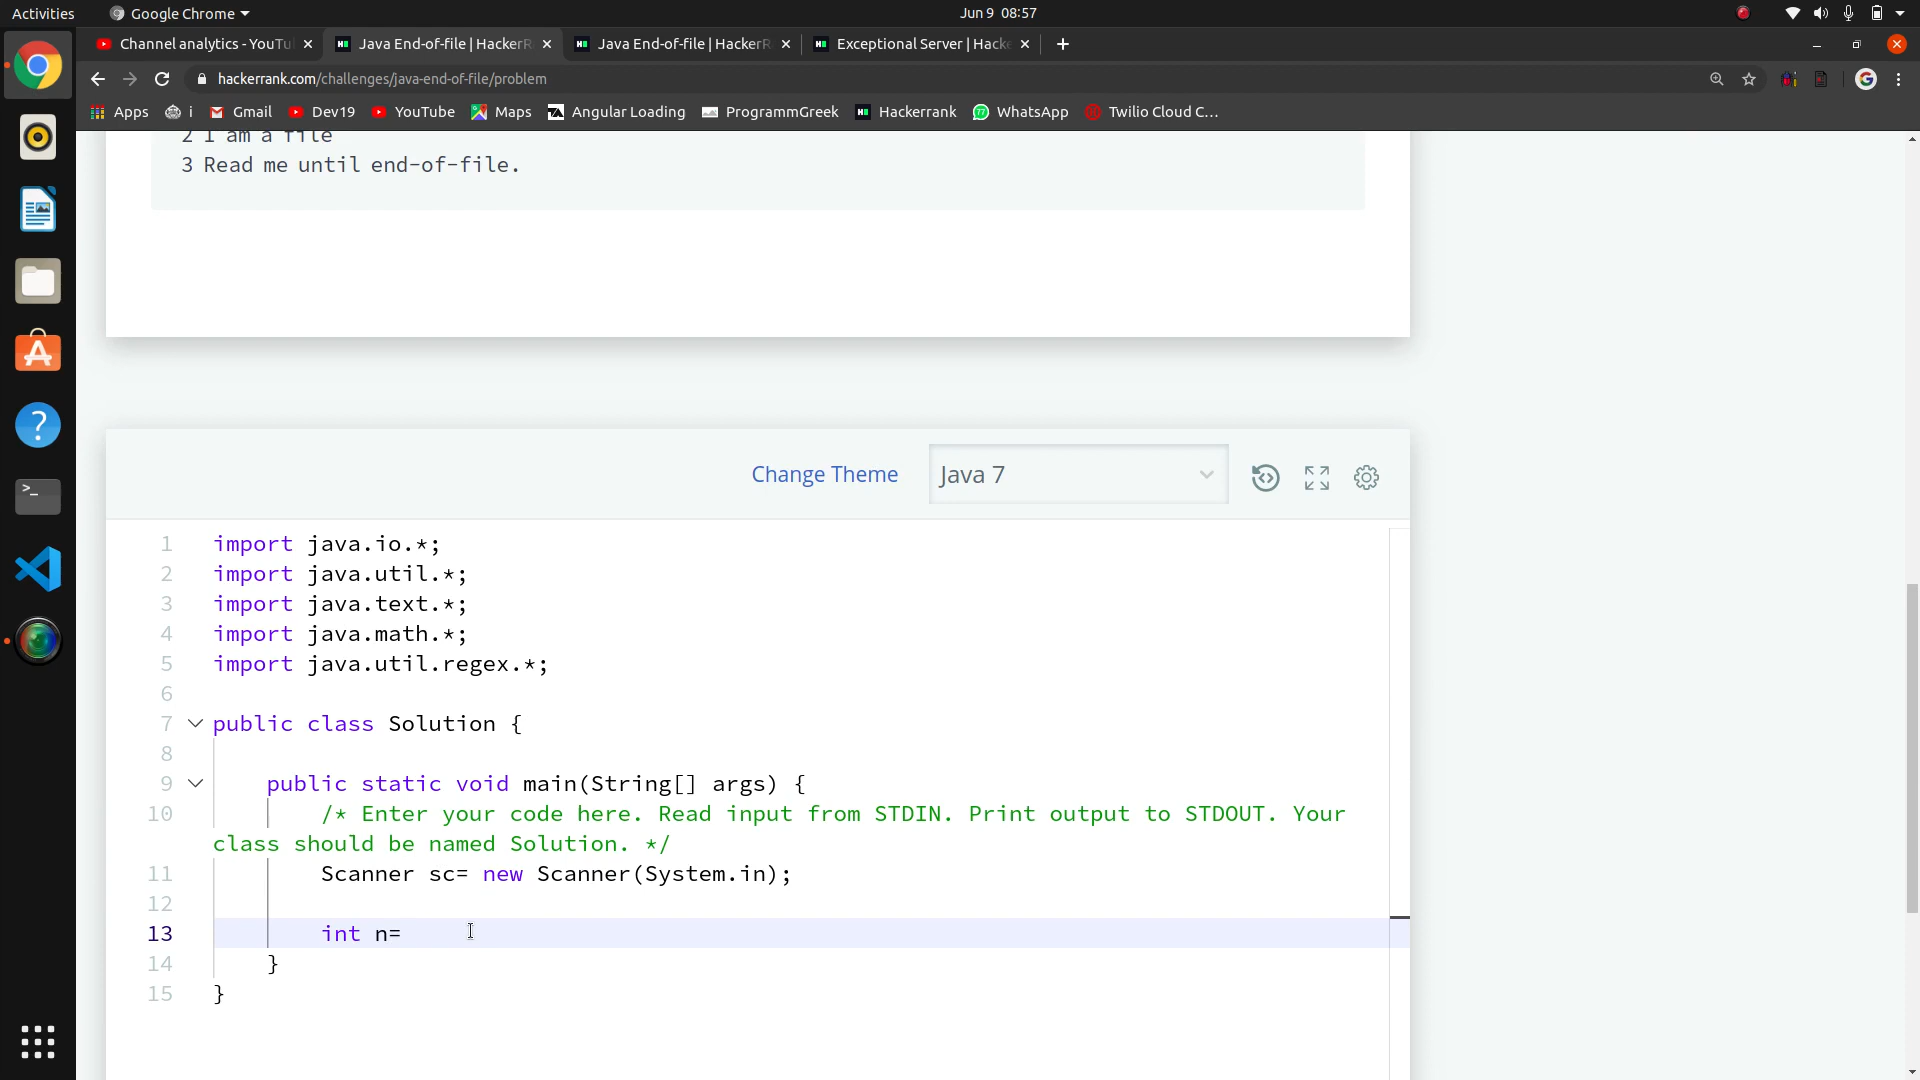 Activities
Google Chrome
Jun 9 08:57
Channel analytics - YouTu
Java End-of-file | HackerR
Java End-of-file | HackerR
Exceptional Server | Hacke
hackerrank.com/challenges/java-end-of-file/problem
Apps
i
Gmail
Dev19
YouTube
Maps
Angular Loading
ProgrammGreek
Hackerrank
WhatsApp
Twilio Cloud C...
2 I am a file
3 Read me until end-of-file.
Change Theme
Java 7
1 import java.io.*;
2 import java.util.*;
3 import java.text.*;
4 import java.math.*;
5 import java.util.regex.*;
6
7 public class Solution {
8
9 public static void main(String[] args) {
10 /* Enter your code here. Read input from STDIN. Print output to STDOUT. Your
class should be named Solution. */
11 Scanner sc= new Scanner(System.in);
12
13 int n=
14 }
15 }